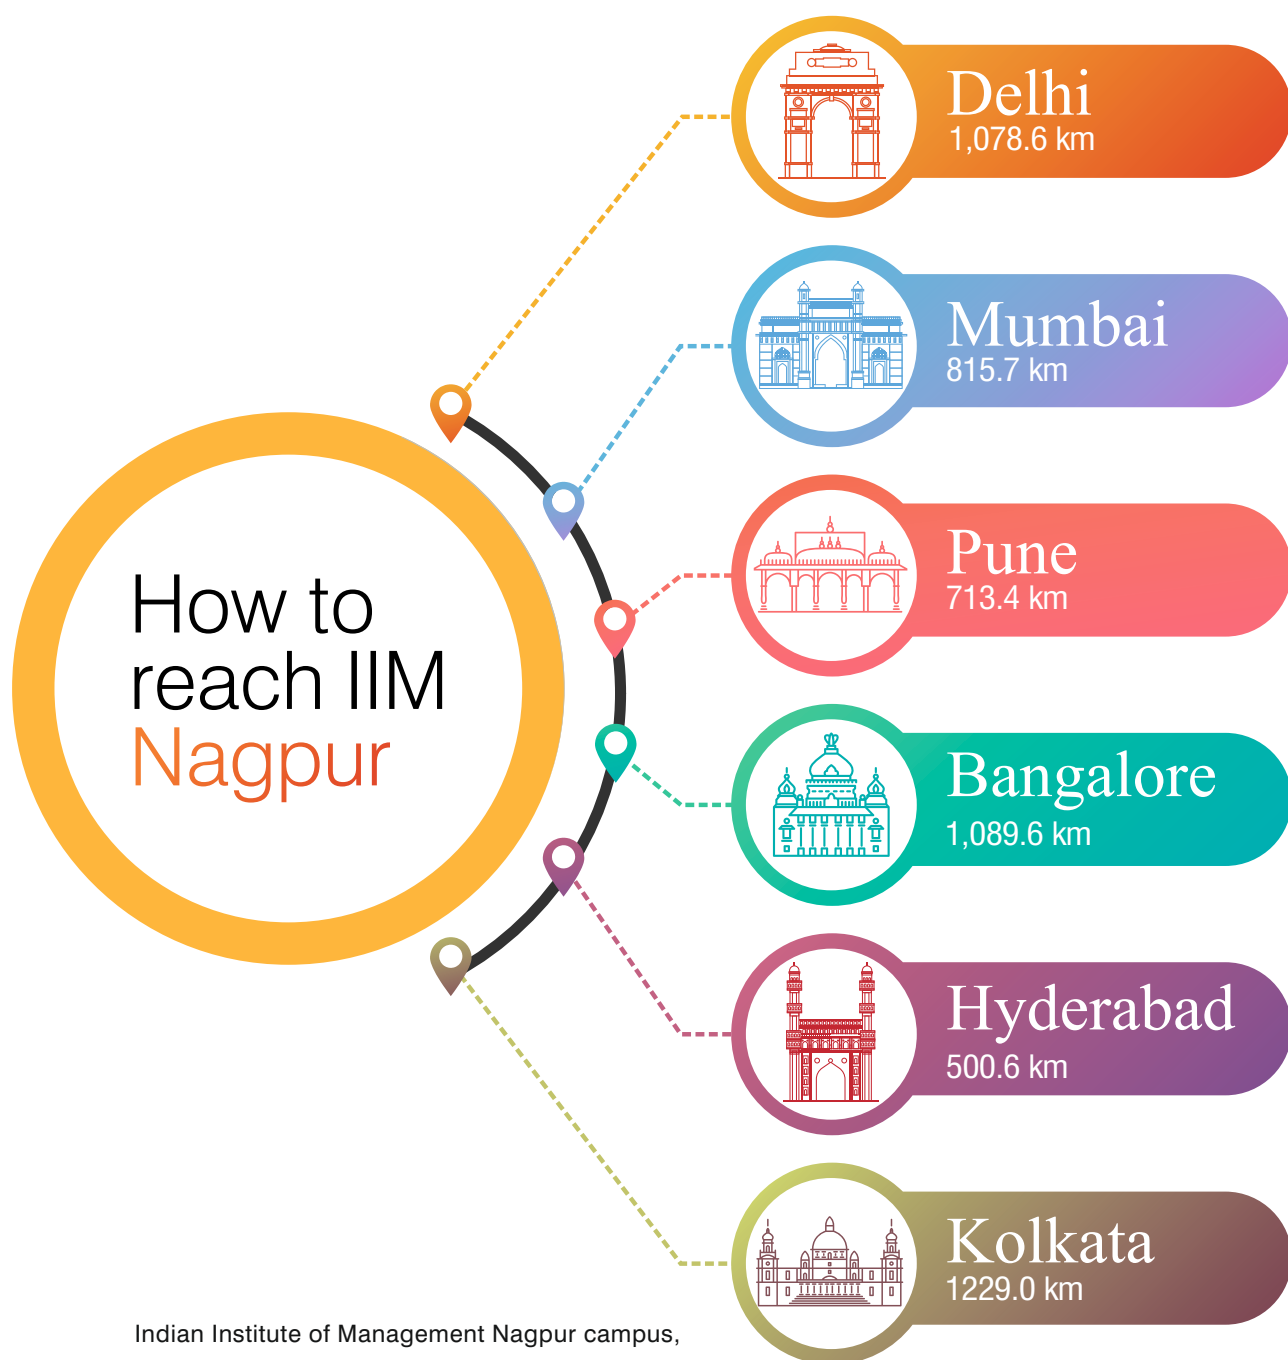 Delhi
1,078.6 km
Mumbai
815.7 km
Pune
713.4 km
How to
reach IIM
Nagpur
Bangalore
1,089.6 km
Hyderabad
500.6 km
Kolkata
1229.0 km
Indian Institute of Management Nagpur campus,